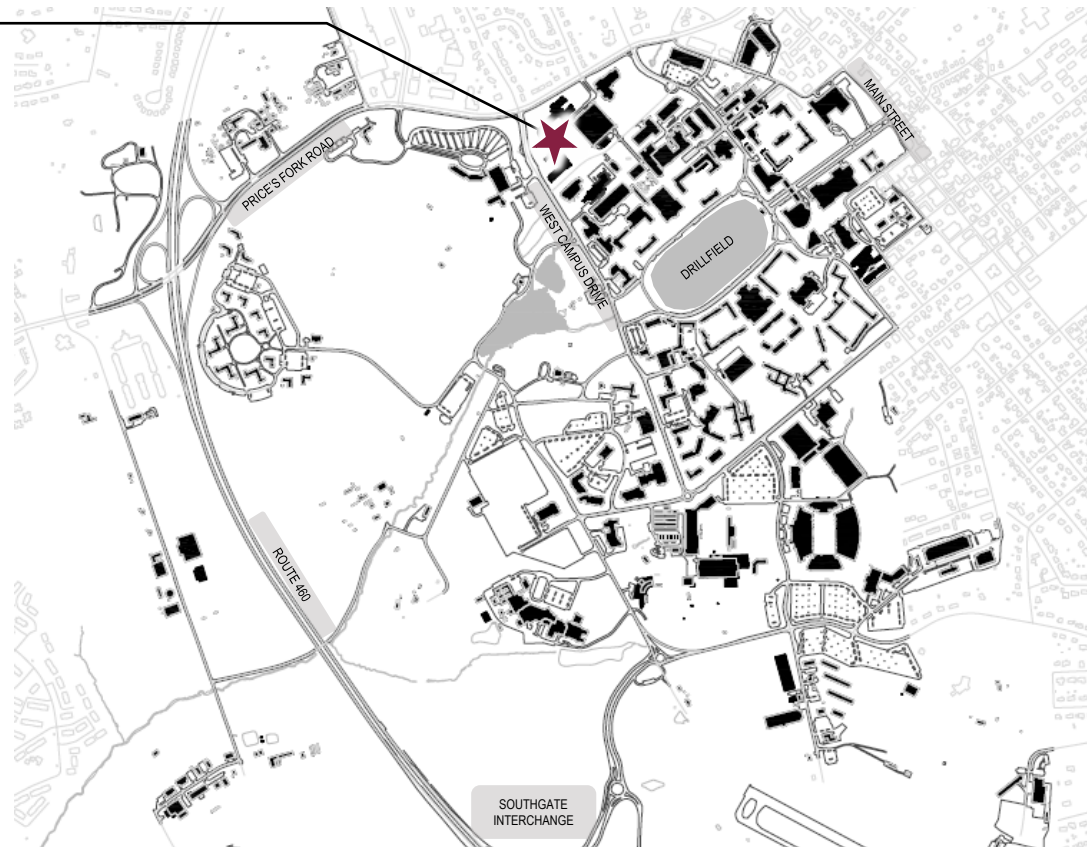 MAIN STREET
PRICE'S FORK ROAD
WEST CAMPUS DRIVE
DRILLFIELD
ROUTE 460
SOUTHGATE
INTERCHANGE